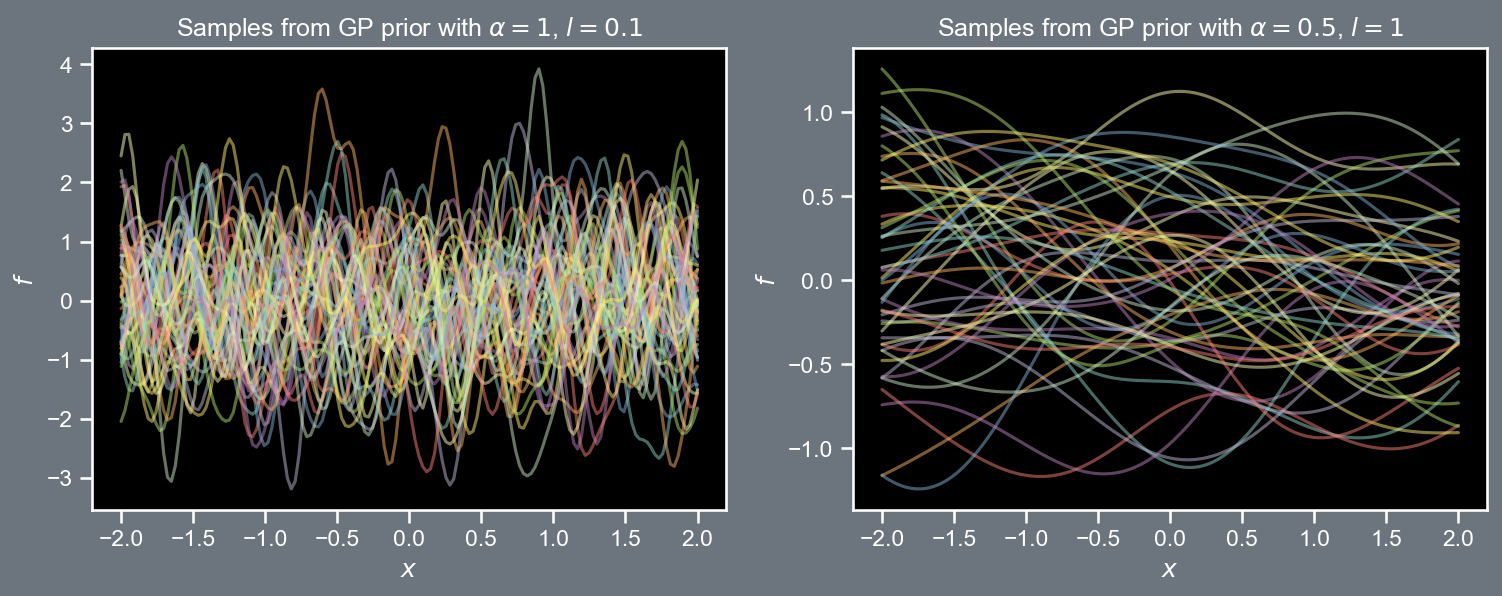 Samples from GP prior with α = 1, l = 0.1
4
3
2
1
0
−1
−2
−3
f
−2.0 −1.5 −1.0 −0.5 0.0 0.5 1.0 1.5 2.0
x
Samples from GP prior with α = 0.5, l = 1
1.0
0.5
0.0
−0.5
−1.0
f
−2.0 −1.5 −1.0 −0.5 0.0 0.5 1.0 1.5 2.0
x